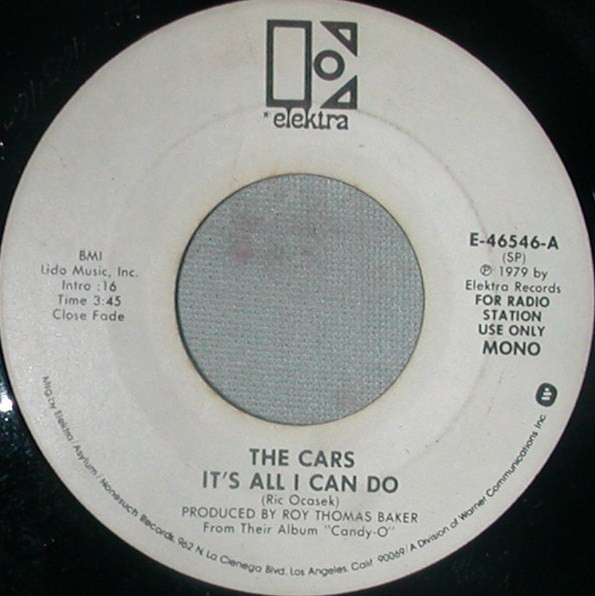 *elektra
BMI
Lido Music, Inc.
Intro :16
Time 3:45
Close Fade
E-46546-A
(SP)
℗ 1979 by
Elektra Records
FOR RADIO
STATION
USE ONLY
MONO
THE CARS
IT'S ALL I CAN DO
(Ric Ocasek)
PRODUCED BY ROY THOMAS BAKER
From Their Album "Candy-O"
Mfg by Elektra/Asylum/Nonesuch Records, 962 N. La Cienega Blvd. Los Angeles, Calif. 90069/A Division of Warner Communications Inc.